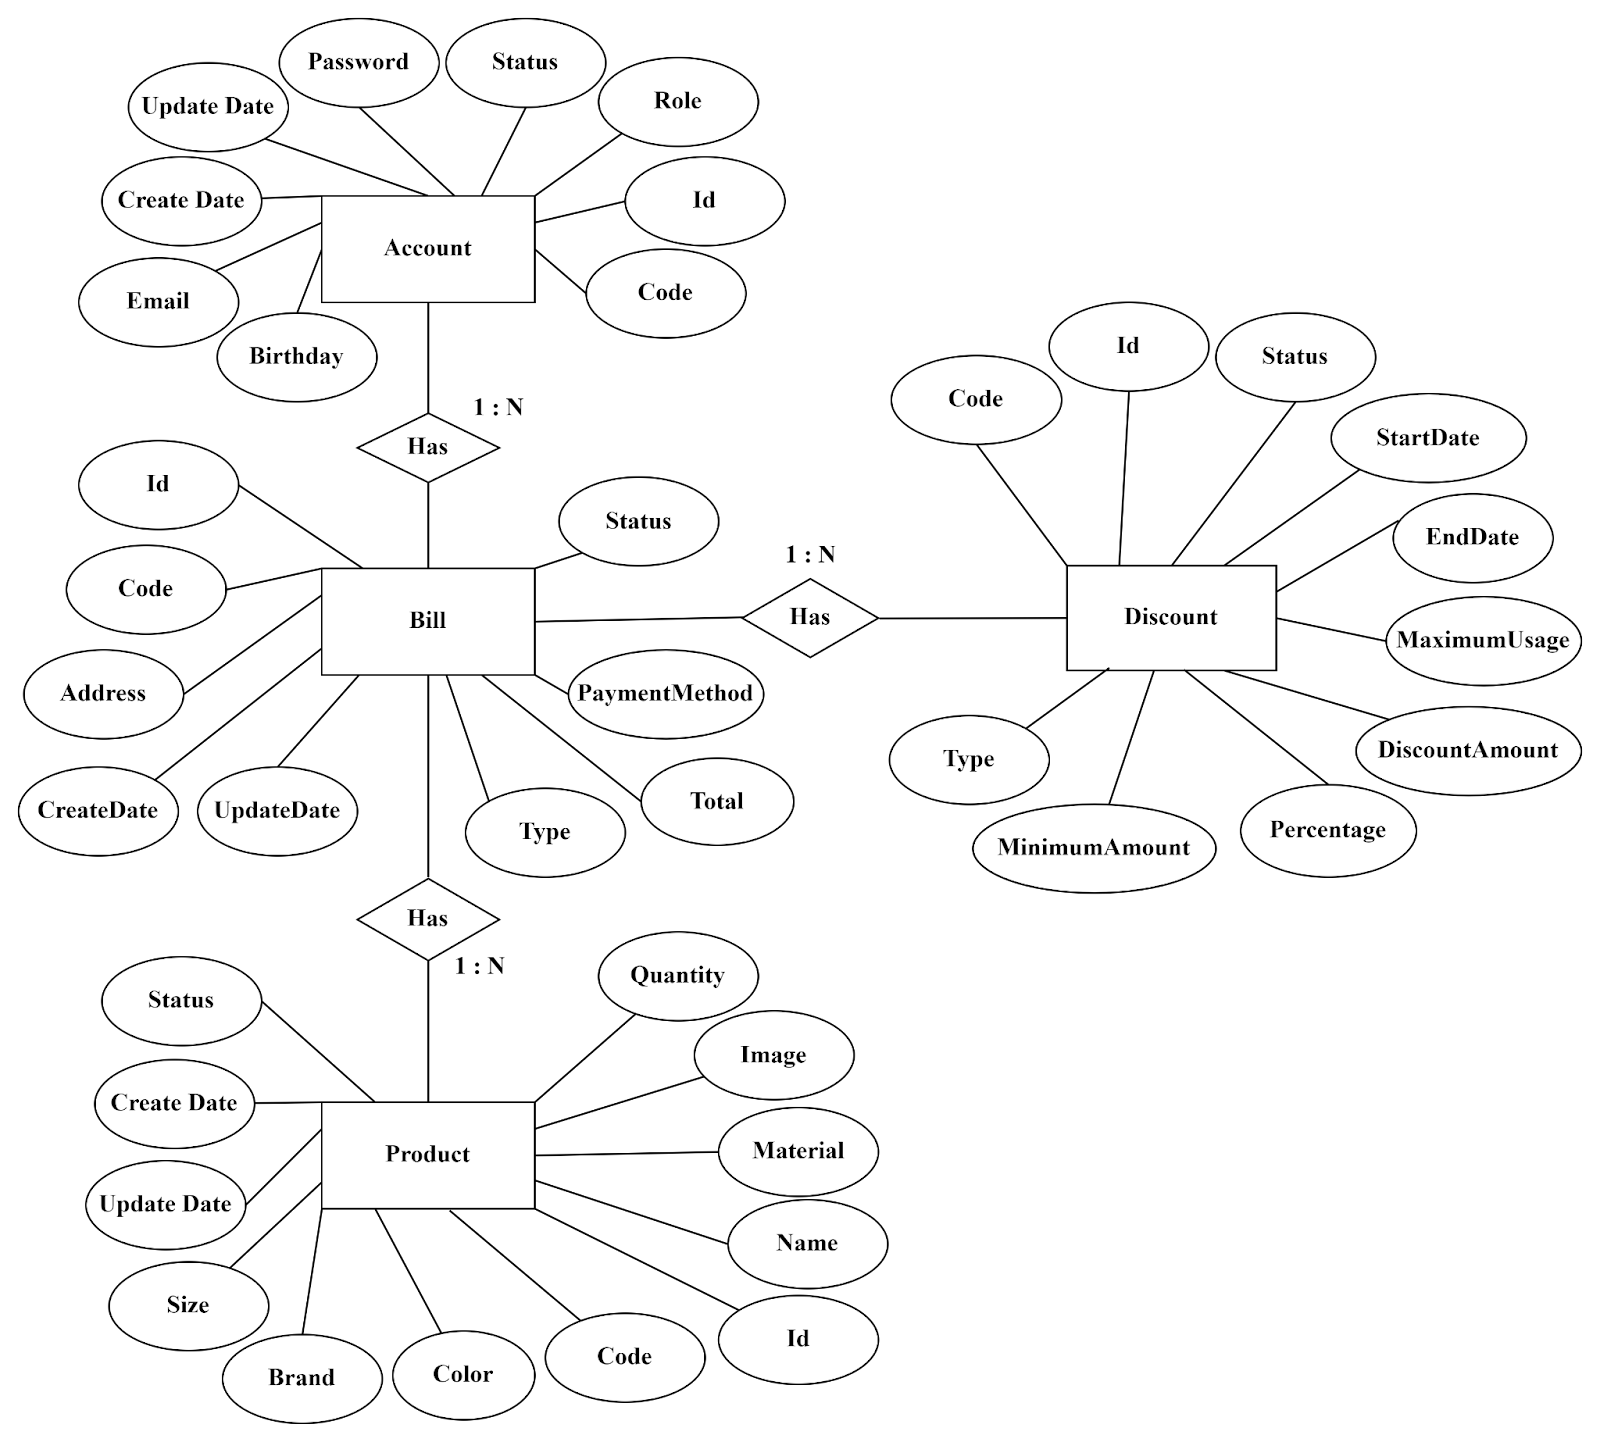 Password
Status
Update Date
Role
Create Date
Id
Account
Code
Email
Birthday
1 : N
Has
Id
Status
Code
Bill
Address
PaymentMethod
CreateDate
UpdateDate
Type
Total
1 : N
Has
Id
Status
Code
StartDate
EndDate
Discount
MaximumUsage
DiscountAmount
Type
Percentage
MinimumAmount
Has
1 : N
Quantity
Status
Image
Create Date
Product
Material
Update Date
Name
Size
Id
Brand
Color
Code